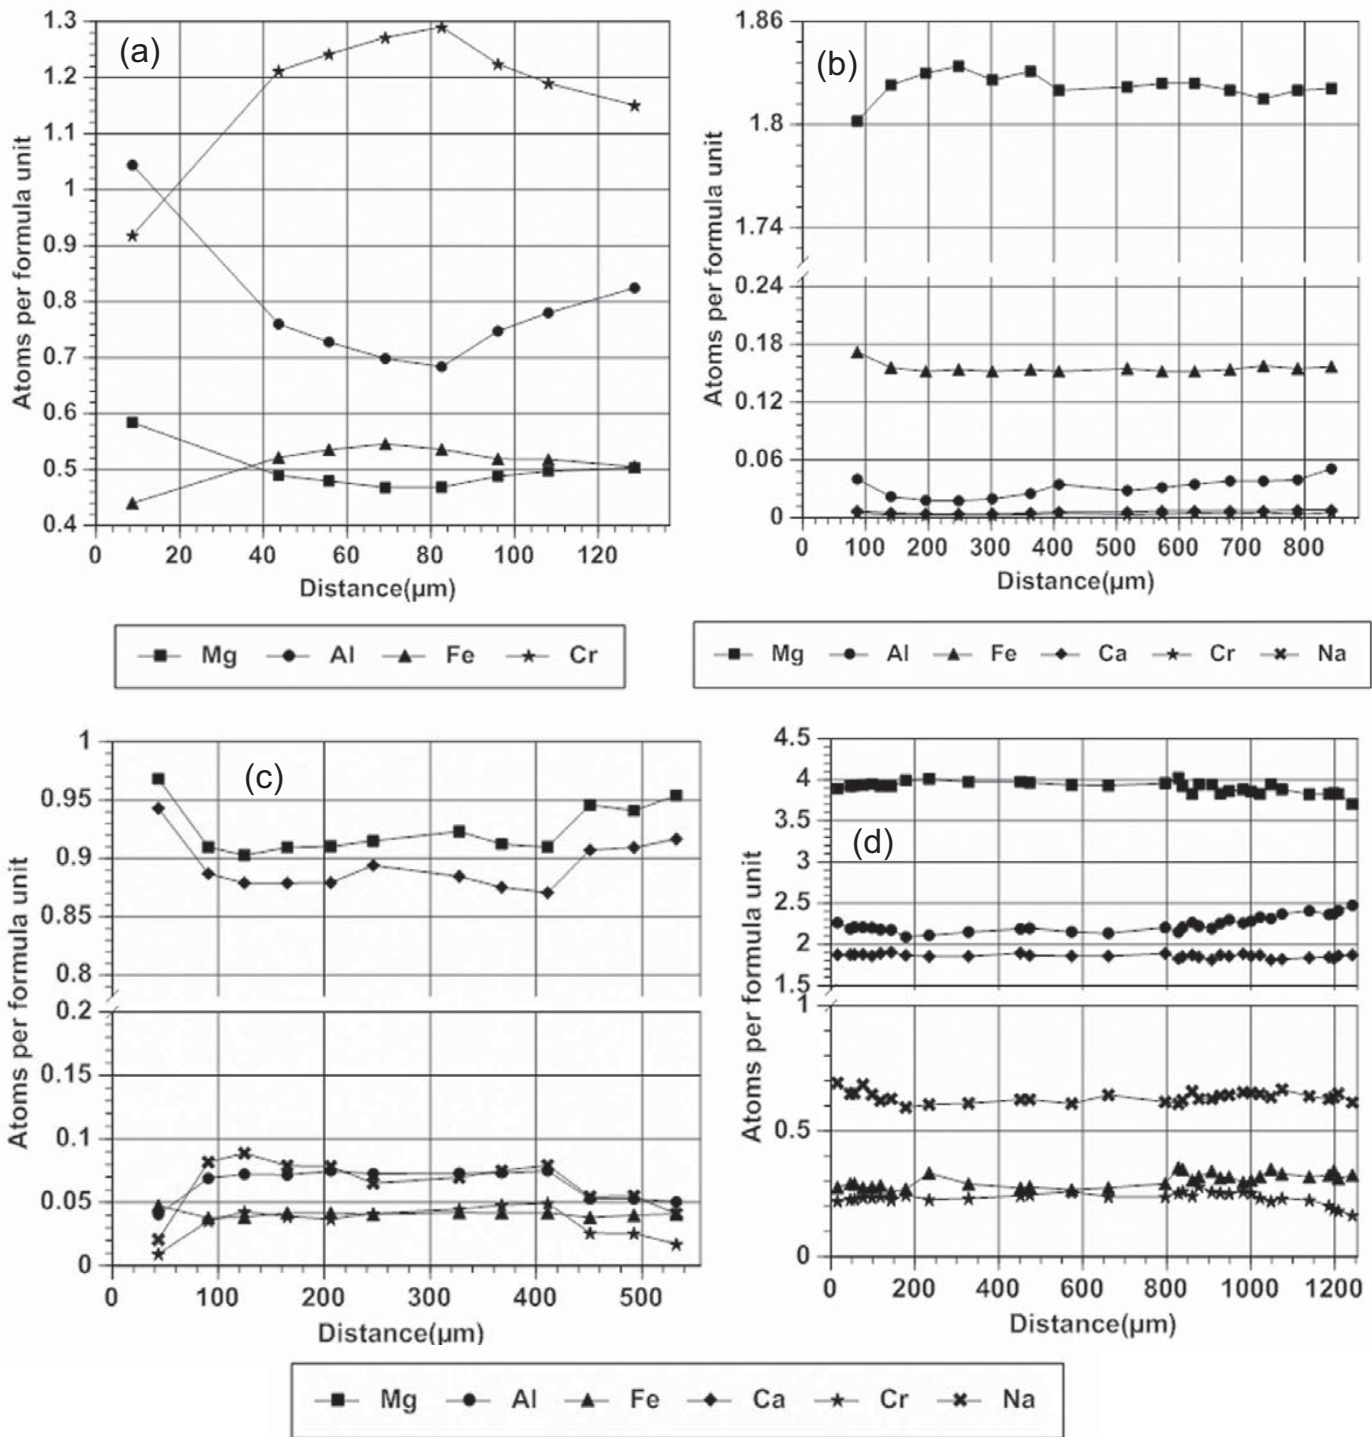 (a)
1.3
1.2
1.1
1
0.9
0.8
0.7
0.6
0.5
0.4
Atoms per formula unit
0 20 40 60 80 100 120
Distance(µm)
Mg Al Fe Cr
(b)
1.86
1.8
1.74
0.24
0.18
0.12
0.06
0
Atoms per formula unit
0 100 200 300 400 500 600 700 800
Distance(µm)
Mg Al Fe Ca Cr Na
(c)
1
0.95
0.9
0.85
0.8
0.2
0.15
0.1
0.05
0
Atoms per formula unit
0 100 200 300 400 500
Distance(µm)
(d)
4.5
4
3.5
3
2.5
2
1.5
1
0.5
0
Atoms per formula unit
0 200 400 600 800 1000 1200
Distance(µm)
Mg Al Fe Ca Cr Na